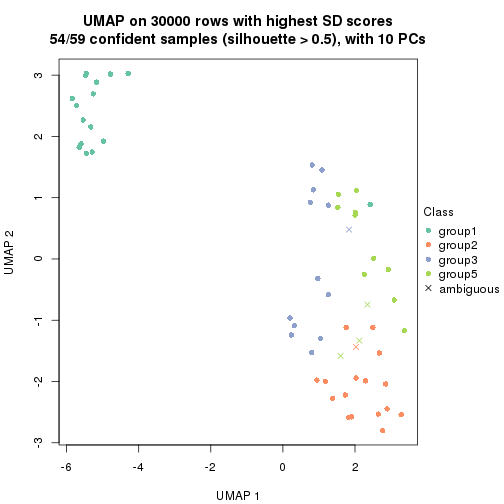 UMAP on 30000 rows with highest SD scores
54/59 confident samples (silhouette > 0.5), with 10 PCs
3
2
1
0
-1
-2
-3
UMAP 2
-6
-4
-2
0
2
UMAP 1
Class
group1
group2
group3
group5
ambiguous